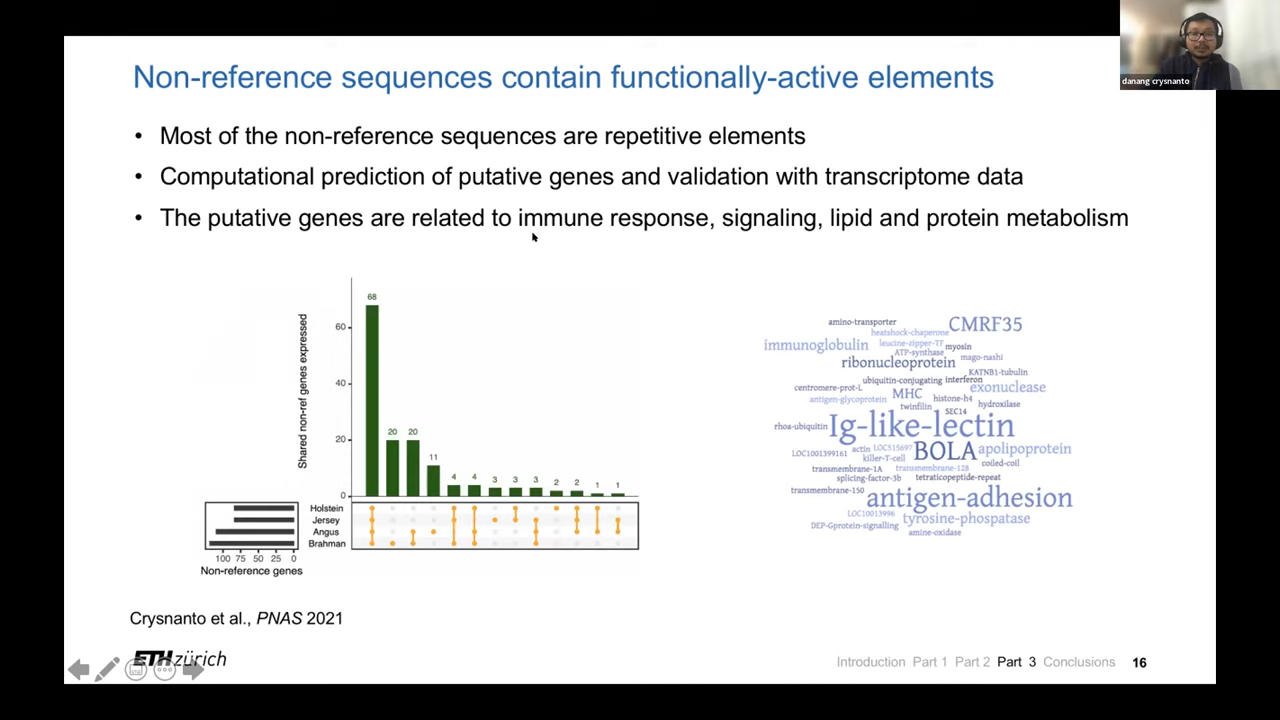 danang crysnanto
Non-reference sequences contain functionally-active elements
• Most of the non-reference sequences are repetitive elements
• Computational prediction of putative genes and validation with transcriptome data
• The putative genes are related to immune response, signaling, lipid and protein metabolism
Shared non-ref genes expressed
60
40
20
0
68
20
20
11
4
4
3
3
3
2
2
1
1
Holstein
Jersey
Angus
Brahman
100 75 50 25 0
Non-reference genes
amino-transporter
CMRF35
heatshock-chaperone
immunoglobulin
leucine-zipper-TF
myosin
ATP-synthase
mago-nashi
ribonucleoprotein
KATNB1-tubulin
ubiquitin-conjugating
interferon
centromere-prot-L
exonuclease
MHC
antigen-glycoprotein
histone-h4
twinfilin
hydroxilase
SEC14
rhoa-ubiquitin
Ig-like-lectin
LOC1001399161
actin
LOC515697
BOLA
apolipoprotein
killer-T-cell
coiled-coil
transmembrane-1A
transmembrane-128
splicing-factor-3b
tetraticopeptide-repeat
transmembrane-150
antigen-adhesion
LOC10013996
tyrosine-phospatase
DEP-Gprotein-signalling
amine-oxidase
Crysnanto et al., PNAS 2021
ETH zürich
Introduction Part 1 Part 2 Part 3 Conclusions 16